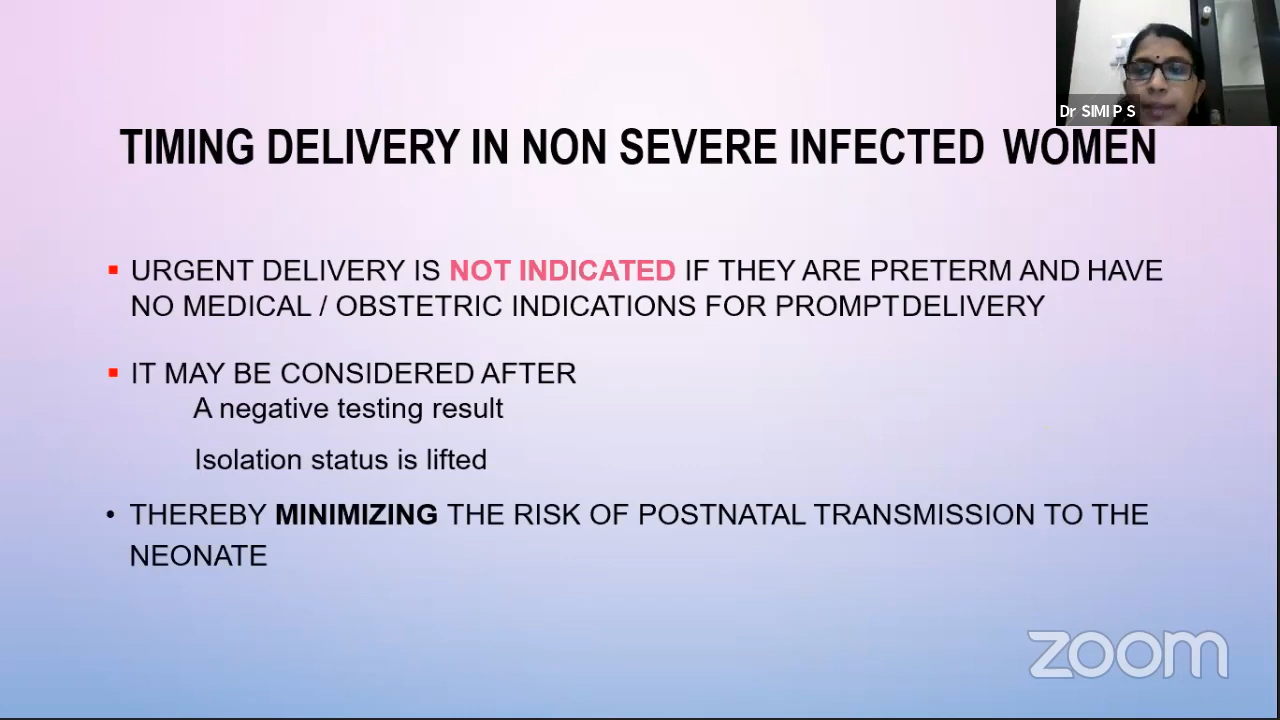 Dr SIMI P S
TIMING DELIVERY IN NON SEVERE INFECTED WOMEN
URGENT DELIVERY IS NOT INDICATED IF THEY ARE PRETERM AND HAVE
NO MEDICAL / OBSTETRIC INDICATIONS FOR PROMPTDELIVERY
IT MAY BE CONSIDERED AFTER
A negative testing result
Isolation status is lifted
• THEREBY MINIMIZING THE RISK OF POSTNATAL TRANSMISSION TO THE
NEONATE
zoom